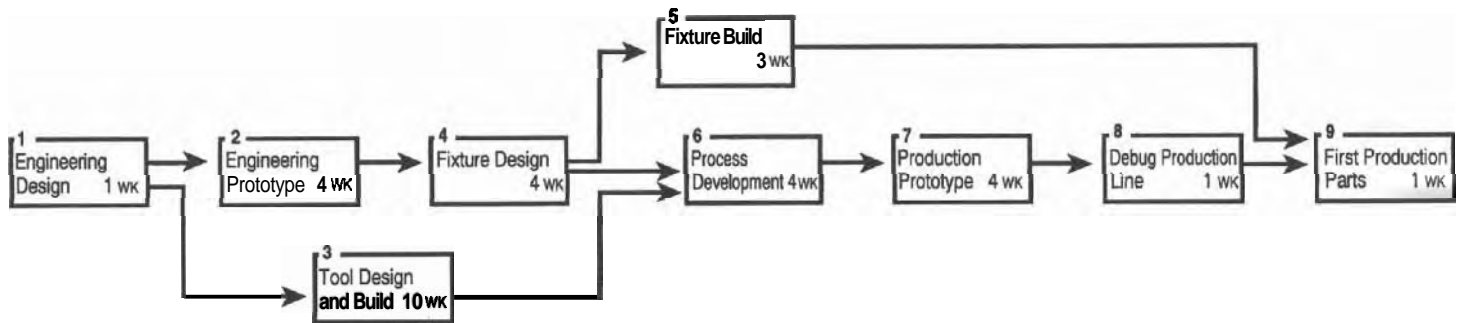 5
Fixture Build
3 WK
1
Engineering
Design 1 WK
2
Engineering
Prototype 4 WK
4
Fixture Design
4 WK
6
Process
Development 4 WK
7
Production
Prototype 4 WK
8
Debug Production
Line 1 WK
9
First Production
Parts 1 WK
3
Tool Design
and Build 10 WK